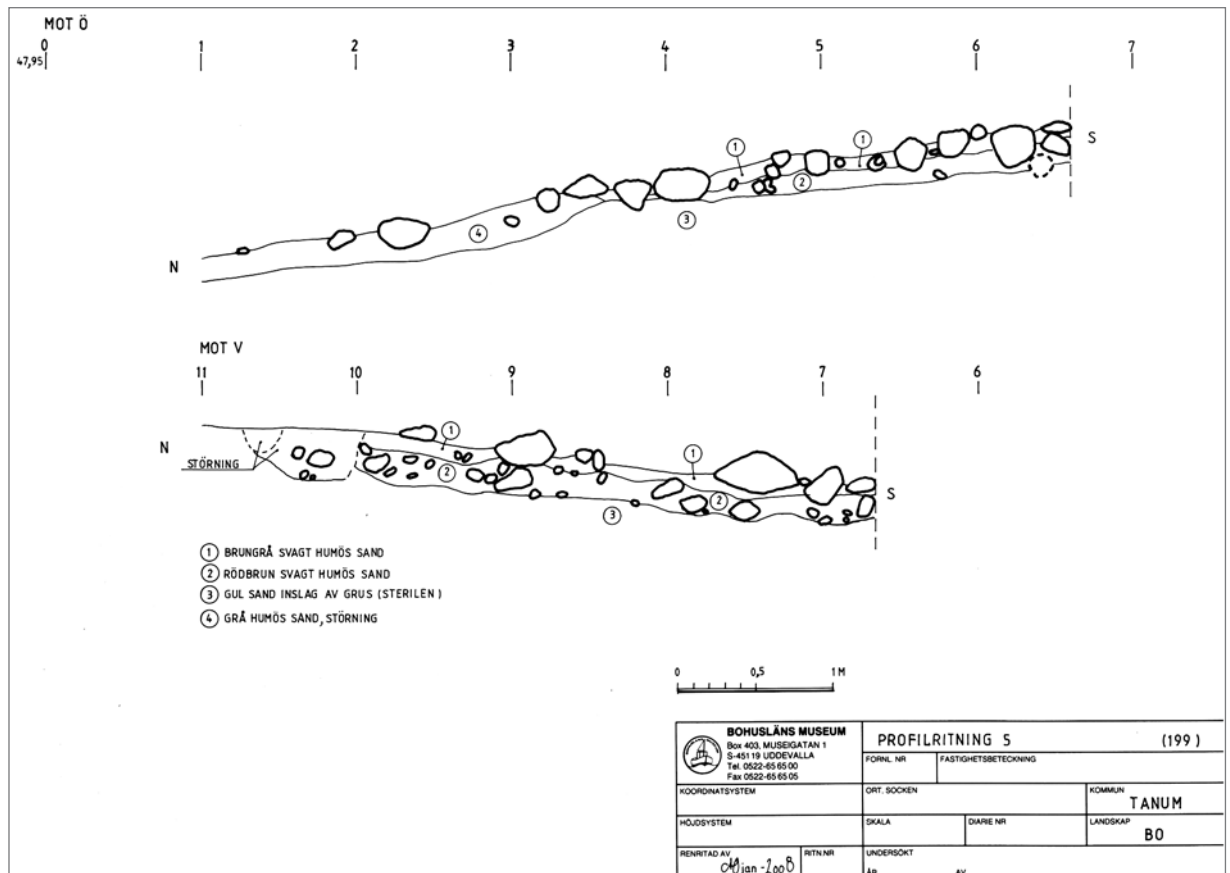 MOT Ö
0 1 2 3 4 5 6 7
47,95
1 1
S
2
3
4
N
MOT V
11 10 9 8 7 6
1
N
STÖRNING
2
1
2
S
3
1 BRUNGRÅ SVAGT HUMÖS SAND
2 RÖDBRUN SVAGT HUMÖS SAND
3 GUL SAND INSLAG AV GRUS (STERILEN)
4 GRÅ HUMÖS SAND, STÖRNING
0 0,5 1 M
BOHUSLÄNS MUSEUM
Box 403, MUSEIGATAN 1
S-451 19 UDDEVALLA
Tel. 0522-65 65 00
Fax 0522-65 65 05
PROFILRITNING 5 (199 )
FORNL. NR FASTIGHETSBETECKNING
KOORDINATSYSTEM ORT, SOCKEN KOMMUN
TANUM
HÖJDSYSTEM SKALA DIARIE NR LANDSKAP
BO
RENRITAD AV RITN.NR UNDERSÖKT
jan -2008
ÅR AV